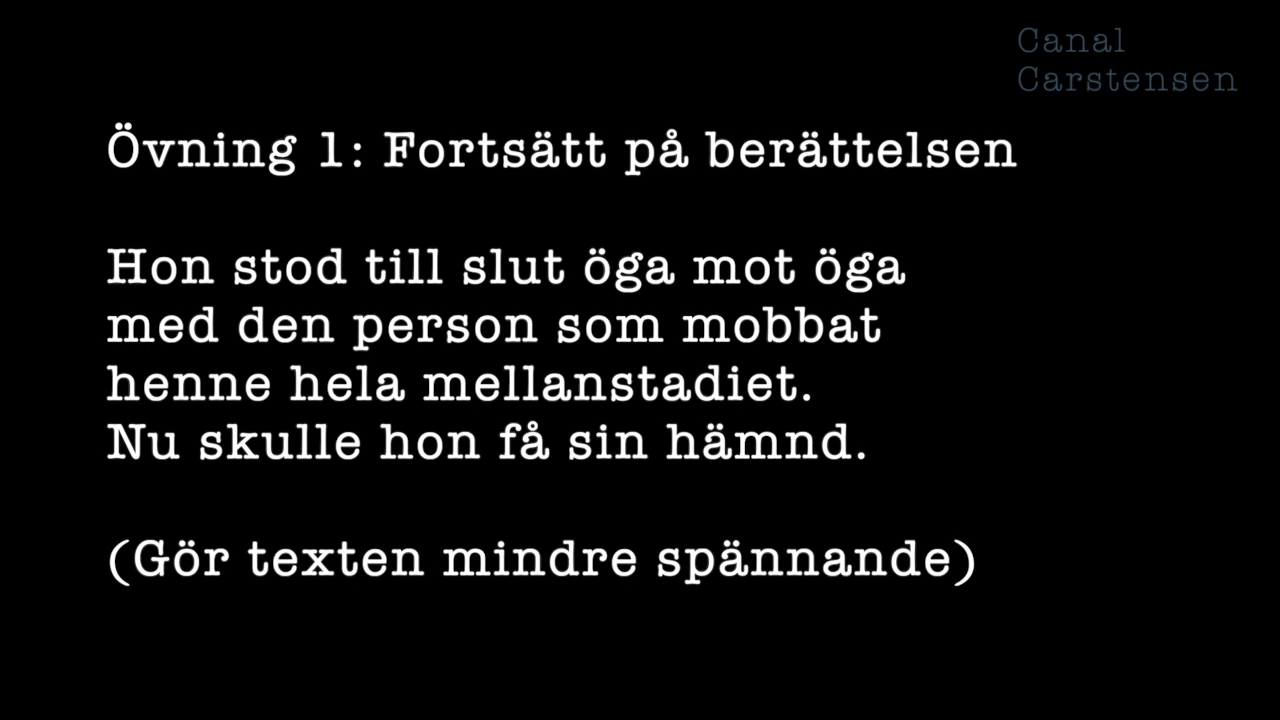 Canal
Carstensen
Övning 1: Fortsätt på berättelsen
Hon stod till slut öga mot öga
med den person som mobbat
henne hela mellanstadiet.
Nu skulle hon få sin hämnd.
(Gör texten mindre spännande)